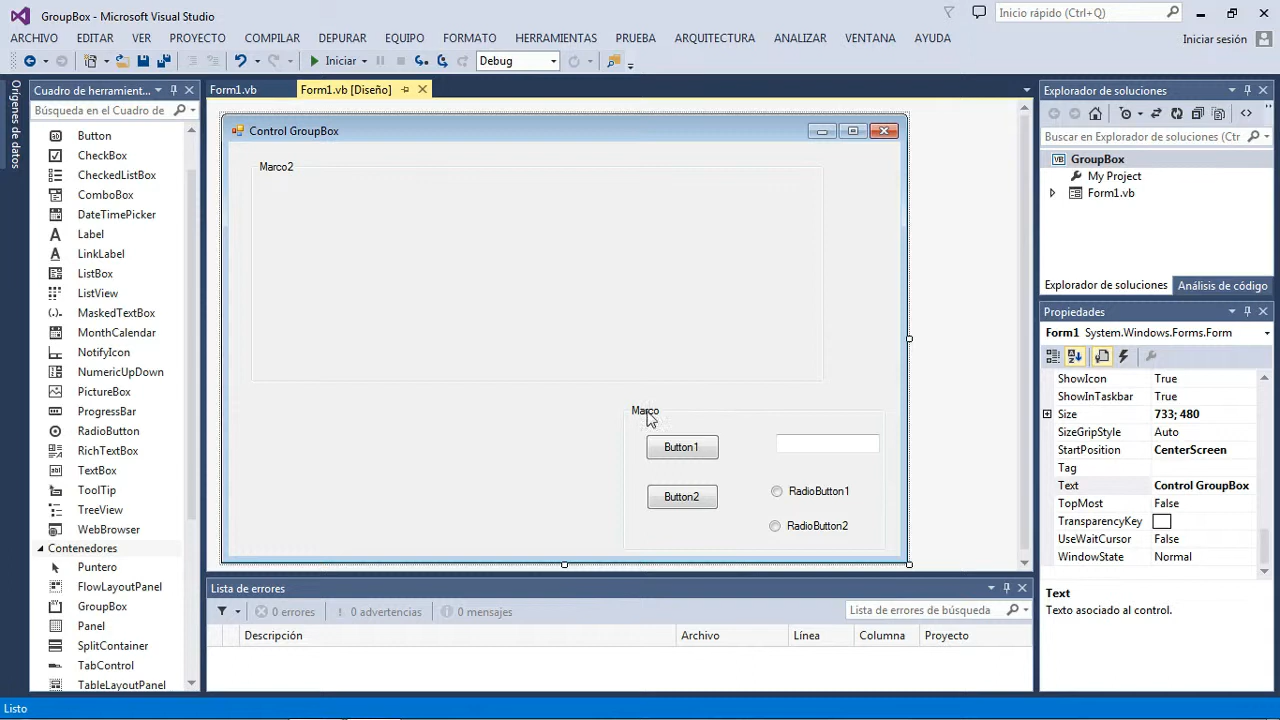 GroupBox - Microsoft Visual Studio
Inicio rápido (Ctrl+Q)
ARCHIVO EDITAR VER PROYECTO COMPILAR DEPURAR EQUIPO FORMATO HERRAMIENTAS PRUEBA ARQUITECTURA ANALIZAR VENTANA AYUDA
Iniciar sesión
Iniciar
Debug
Orígenes de datos
Cuadro de herramient...
Búsqueda en el Cuadro de
Button
CheckBox
CheckedListBox
ComboBox
DateTimePicker
Label
LinkLabel
ListBox
ListView
MaskedTextBox
MonthCalendar
NotifyIcon
NumericUpDown
PictureBox
ProgressBar
RadioButton
RichTextBox
TextBox
ToolTip
TreeView
WebBrowser
Contenedores
Puntero
FlowLayoutPanel
GroupBox
Panel
SplitContainer
TabControl
TableLayoutPanel
Form1.vb
Form1.vb [Diseño]
Control GroupBox
Marco2
Marco
Button1
Button2
RadioButton1
RadioButton2
Lista de errores
0 errores
0 advertencias
0 mensajes
Lista de errores de búsqueda
Descripción Archivo Línea Columna Proyecto
Explorador de soluciones
Buscar en Explorador de soluciones (Ctr
GroupBox
My Project
Form1.vb
Explorador de soluciones
Análisis de código
Propiedades
Form1 System.Windows.Forms.Form
ShowIcon True
ShowInTaskbar True
Size 733; 480
SizeGripStyle Auto
StartPosition CenterScreen
Tag
Text Control GroupBox
TopMost False
TransparencyKey
UseWaitCursor False
WindowState Normal
Text
Texto asociado al control.
Listo